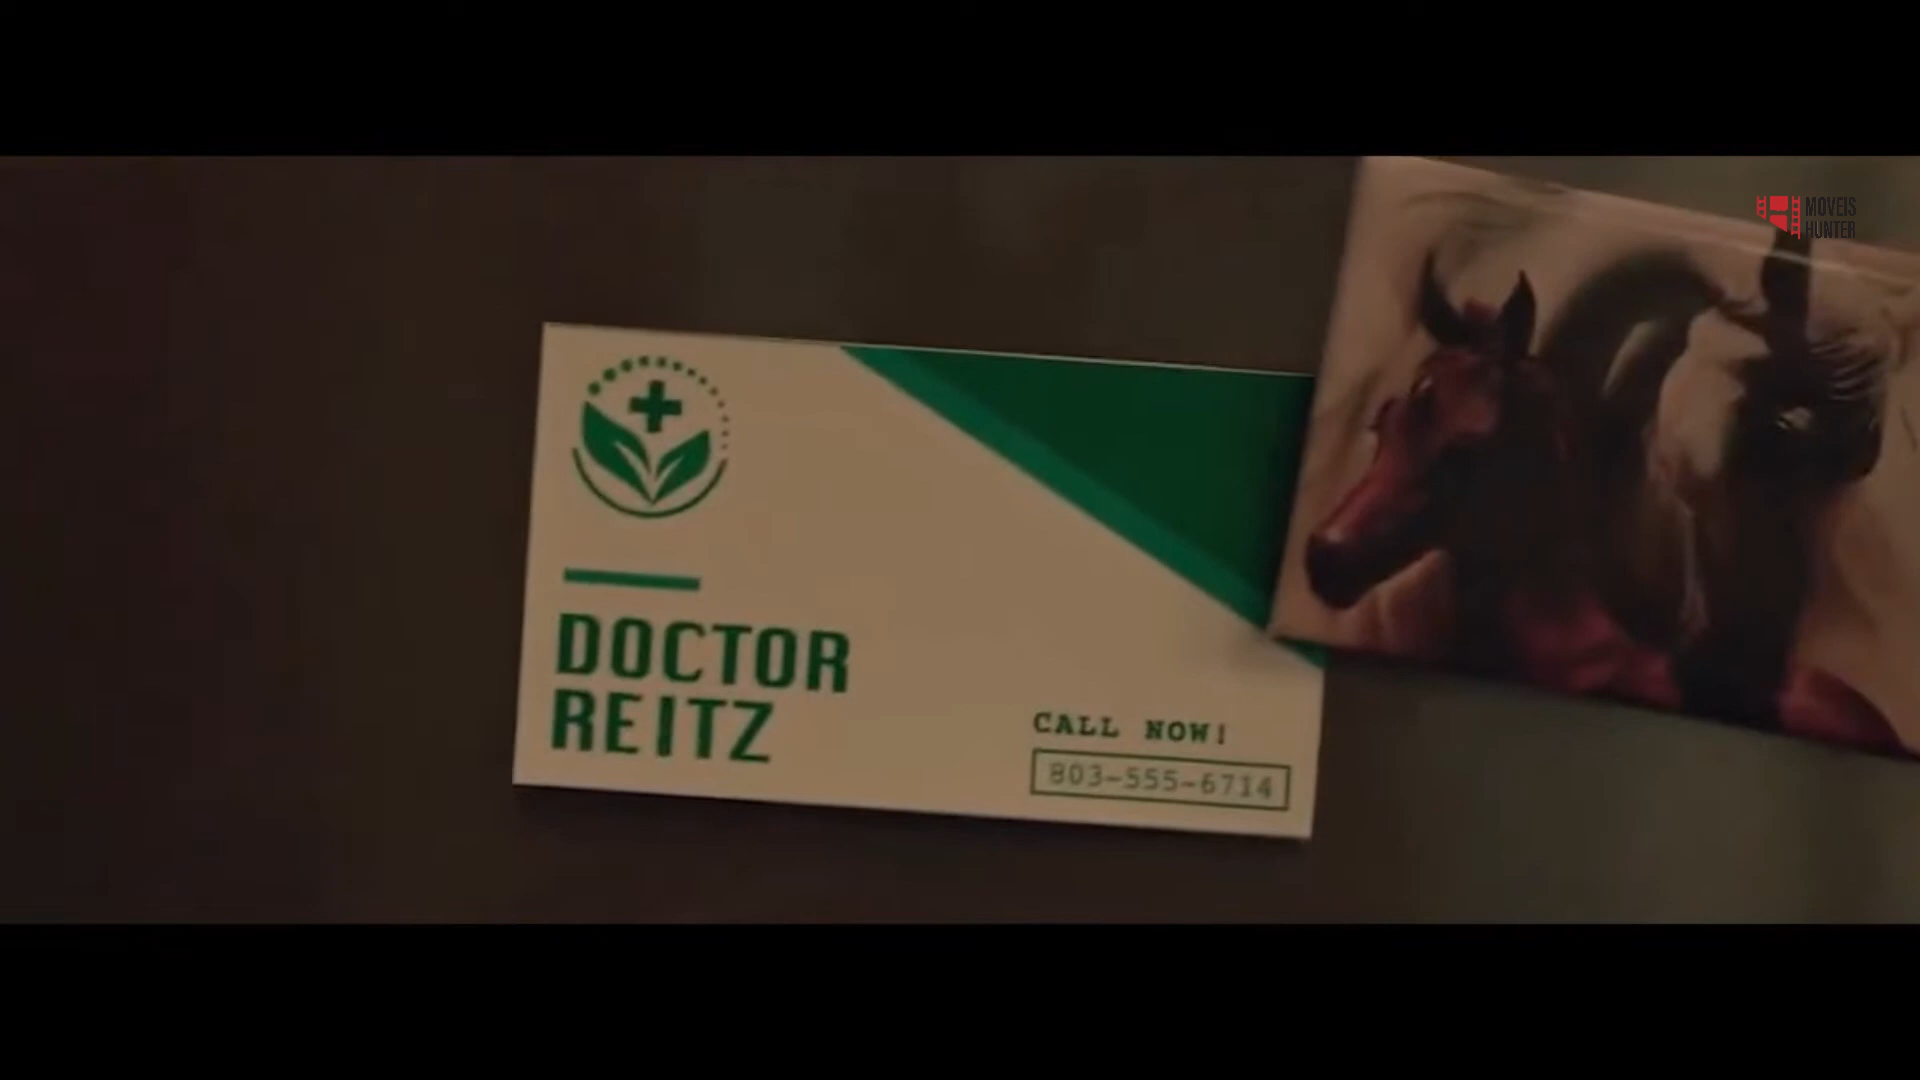 MOVEIS
HUNTER
DOCTOR
REITZ
CALL NOW!
803-555-6714